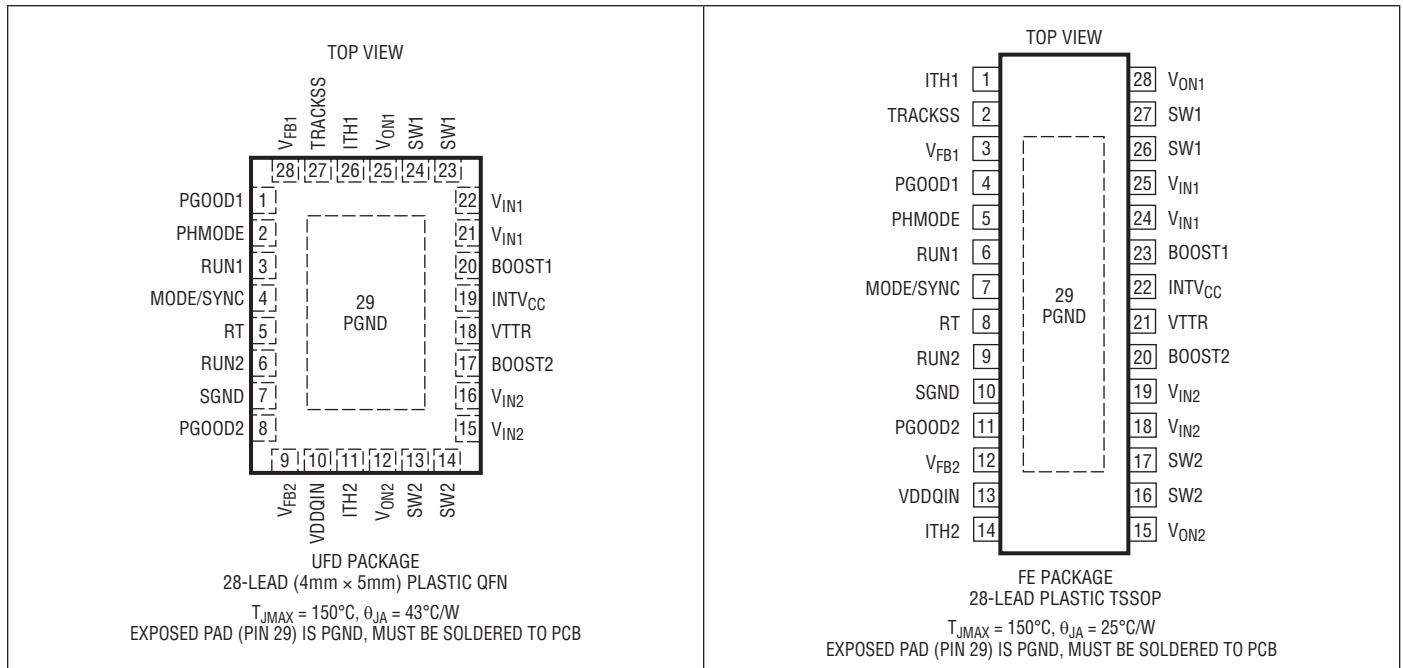 TOP VIEW
VFB1
TRACKSS
ITH1
VON1
SW1
SW1
28 27 26 25 24 23
PGOOD1 1
PHMODE 2
RUN1 3
MODE/SYNC 4
RT 5
RUN2 6
SGND 7
PGOOD2 8
22 VIN1
21 VIN1
20 BOOST1
19 INTVCC
18 VTTR
17 BOOST2
16 VIN2
15 VIN2
29
PGND
9 10 11 12 13 14
VFB2
VDDQIN
ITH2
VON2
SW2
SW2
UFD PACKAGE
28-LEAD (4mm × 5mm) PLASTIC QFN
TJMAX = 150°C, θJA = 43°C/W
EXPOSED PAD (PIN 29) IS PGND, MUST BE SOLDERED TO PCB
TOP VIEW
ITH1 1
TRACKSS 2
VFB1 3
PGOOD1 4
PHMODE 5
RUN1 6
MODE/SYNC 7
RT 8
RUN2 9
SGND 10
PGOOD2 11
VFB2 12
VDDQIN 13
ITH2 14
29
PGND
28 VON1
27 SW1
26 SW1
25 VIN1
24 VIN1
23 BOOST1
22 INTVCC
21 VTTR
20 BOOST2
19 VIN2
18 VIN2
17 SW2
16 SW2
15 VON2
FE PACKAGE
28-LEAD PLASTIC TSSOP
TJMAX = 150°C, θJA = 25°C/W
EXPOSED PAD (PIN 29) IS PGND, MUST BE SOLDERED TO PCB